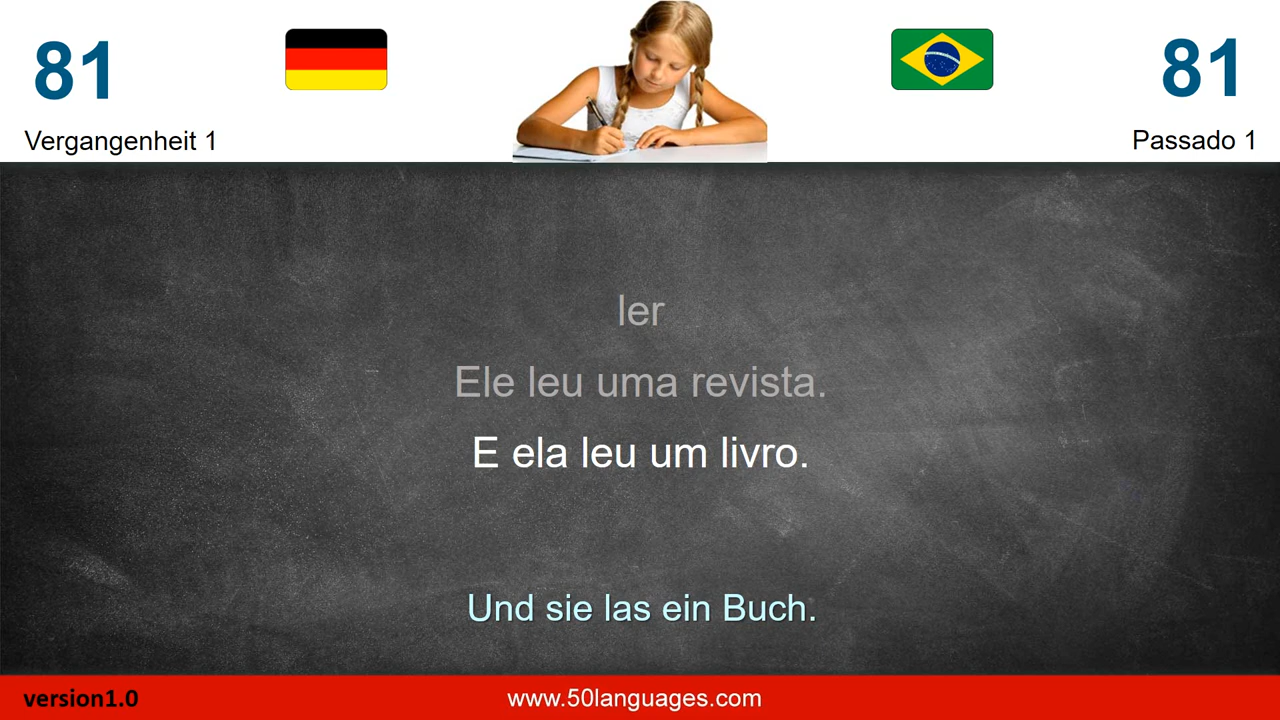 81
81
Vergangenheit 1
Passado 1
ler
Ele leu uma revista.
E ela leu um livro.
Und sie las ein Buch.
version1.0
www.50languages.com